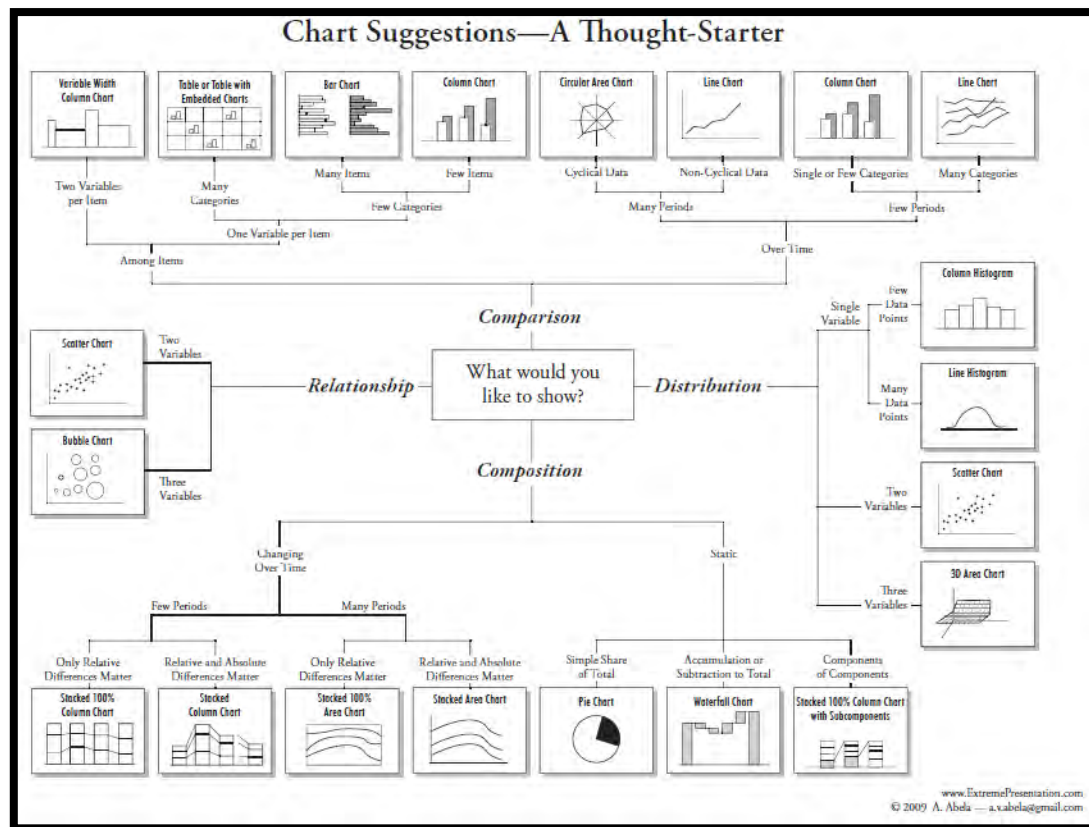 Chart Suggestions—A Thought-Starter
Variable Width
Column Chart
Table or Table with
Embedded Charts
Bar Chart
Column Chart
Circular Area Chart
Line Chart
Column Chart
Line Chart
Two Variables
per Item
Many
Categories
Many Items
Few Items
Cyclical Data
Non-Cyclical Data
Single or Few Categories
Many Categories
Few Categories
Many Periods
Few Periods
One Variable per Item
Among Items
Over Time
Comparison
What would you
like to show?
Relationship
Two
Variables
Scatter Chart
Three
Variables
Bubble Chart
Distribution
Single
Variable
Few
Data
Points
Column Histogram
Many
Data
Points
Line Histogram
Two
Variables
Scatter Chart
Three
Variables
3D Area Chart
Composition
Changing
Over Time
Static
Few Periods
Many Periods
Only Relative
Differences Matter
Relative and Absolute
Differences Matter
Only Relative
Differences Matter
Relative and Absolute
Differences Matter
Simple Share
of Total
Accumulation or
Subtraction to Total
Components
of Components
Stacked 100%
Column Chart
Stacked
Column Chart
Stacked 100%
Area Chart
Stacked Area Chart
Pie Chart
Waterfall Chart
Stacked 100% Column Chart
with Subcomponents
www.ExtremePresentation.com
© 2009 A. Abela — a.v.abela@gmail.com